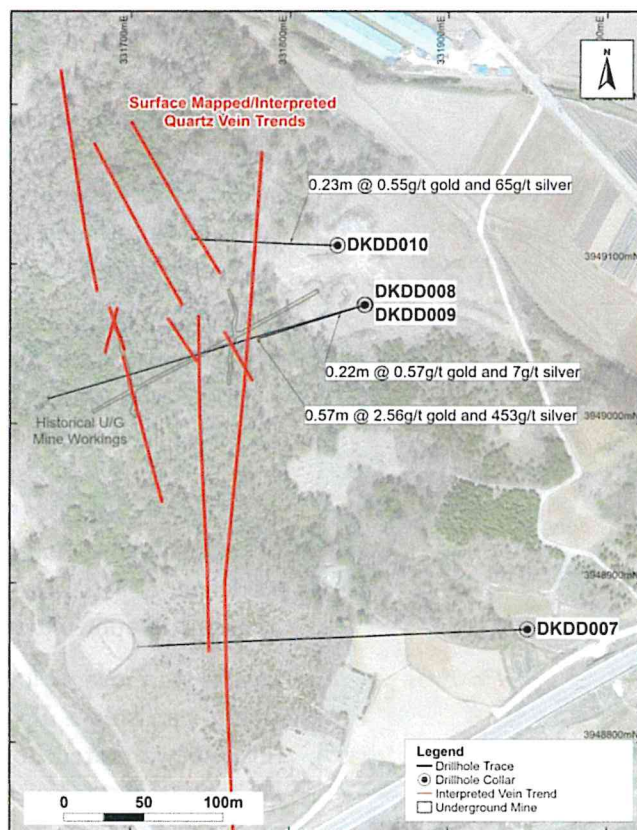 331700mE
331800mE
331900mE
N
Surface Mapped/Interpreted
Quartz Vein Trends
0.23m @ 0.55g/t gold and 65g/t silver
DKDD010
3949100mN
DKDD008
DKDD009
0.22m @ 0.57g/t gold and 7g/t silver
0.57m @ 2.56g/t gold and 453g/t silver
Historical U/G
Mine Workings
3949000mN
3948900mN
DKDD007
3948800mN
Legend
Drillhole Trace
Drillhole Collar
Interpreted Vein Trend
Underground Mine
0 50 100m